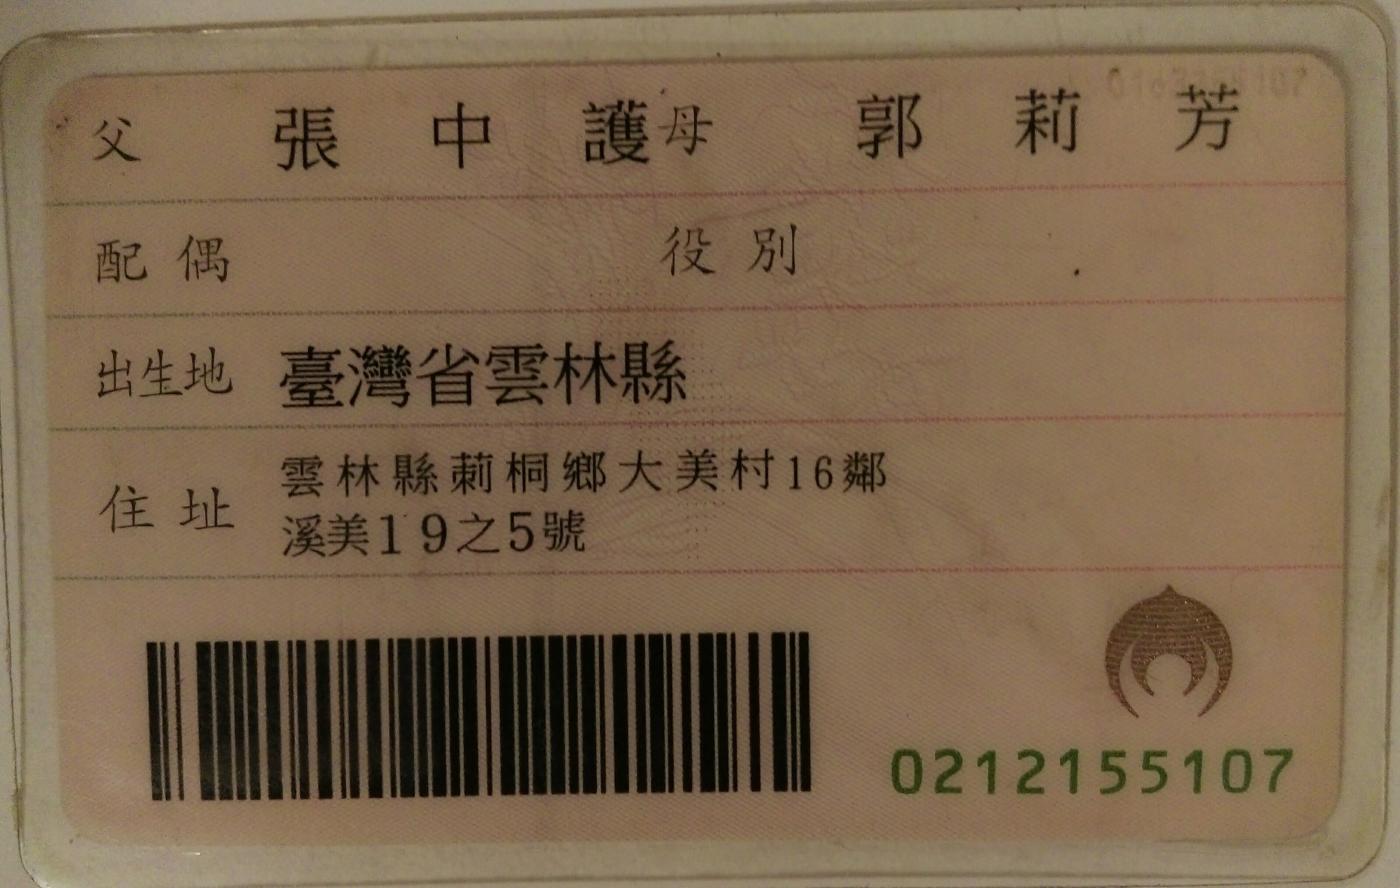 父 張中護 母 郭莉芳
配偶 役別
出生地 臺灣省雲林縣
住址 雲林縣莿桐鄉大美村16鄰
溪美19之5號
0212155107